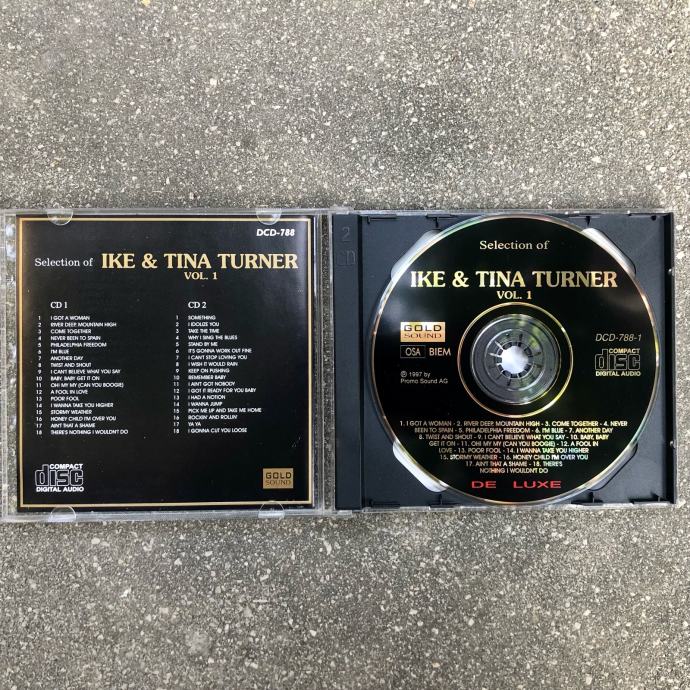 DCD-788
Selection of IKE & TINA TURNER
VOL. 1
CD 1
1 I GOT A WOMAN
2 RIVER DEEP MOUNTAIN HIGH
3 COME TOGETHER
4 NEVER BEEN TO SPAIN
5 PHILADELPHIA FREEDOM
6 I'M BLUE
7 ANOTHER DAY
8 TWIST AND SHOUT
9 I CAN'T BELIEVE WHAT YOU SAY
10 BABY, BABY GET IT ON
11 OH! MY MY (CAN YOU BOOGIE)
12 A FOOL IN LOVE
13 POOR FOOL
14 I WANNA TAKE YOU HIGHER
15 STORMY WEATHER
16 HONEY CHILD I'M OVER YOU
17 AIN'T THAT A SHAME
18 THERE'S NOTHING I WOULDN'T DO
CD 2
1 SOMETHING
2 I IDOLIZE YOU
3 TAKE THE TIME
4 WHY I SING THE BLUES
5 STAND BY ME
6 IT'S GONNA WORK OUT FINE
7 I CAN'T STOP LOVING YOU
8 I WISH IT WOULD RAIN
9 KEEP ON PUSHING
10 REMEMBER BABY
11 I AIN'T GOT NOBODY
12 I GOT IT READY FOR YOU BABY
13 I HAD A NOTION
14 I WANNA JUMP
15 PICK ME UP AND TAKE ME HOME
16 ROCKIN AND ROLLIN'
17 YA YA
18 I GONNA CUT YOU LOOSE
COMPACT
disc
DIGITAL AUDIO
GOLD
SOUND
2
CD
Selection of
IKE & TINA TURNER
VOL. 1
GOLD
SOUND
OSA BIEM
℗ 1997 by
Promo Sound AG
DCD-788-1
COMPACT
disc
DIGITAL AUDIO
1. I GOT A WOMAN - 2. RIVER DEEP MOUNTAIN HIGH - 3. COME TOGETHER - 4. NEVER
BEEN TO SPAIN - 5. PHILADELPHIA FREEDOM - 6. I'M BLUE - 7. ANOTHER DAY
8. TWIST AND SHOUT - 9. I CAN'T BELIEVE WHAT YOU SAY - 10. BABY, BABY
GET IT ON - 11. OH, MY MY (CAN YOU BOOGIE) - 12. A FOOL IN
LOVE - 13. POOR FOOL - 14. I WANNA TAKE YOU HIGHER
15. STORMY WEATHER - 16. HONEY CHILD I'M OVER YOU
17. AIN'T THAT A SHAME - 18. THERE'S
NOTHING I WOULDN'T DO
DE LUXE